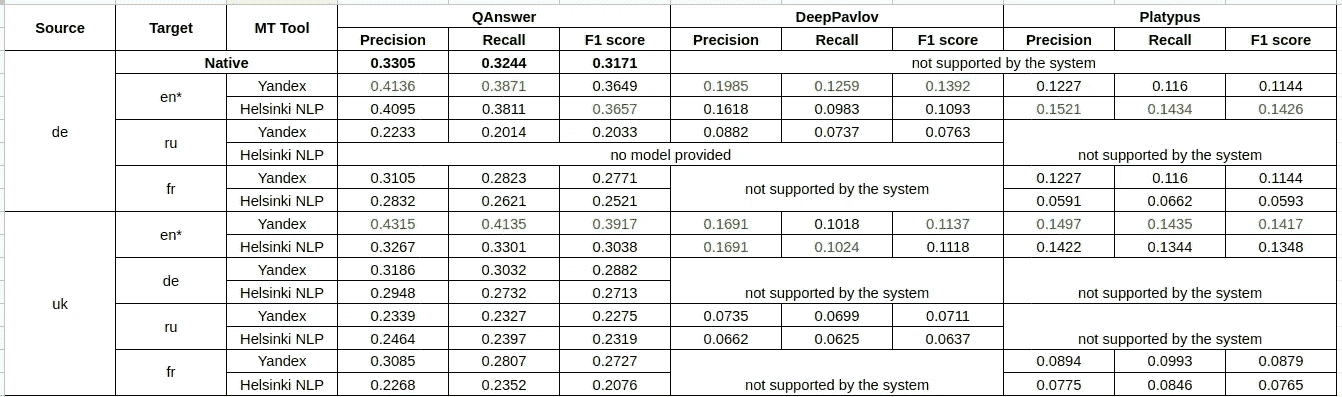 Source Target MT Tool QAnswer DeepPavlov Platypus
Precision Recall F1 score Precision Recall F1 score Precision Recall F1 score
de Native 0.3305 0.3244 0.3171 not supported by the system
en* Yandex 0.4136 0.3871 0.3649 0.1985 0.1259 0.1392 0.1227 0.116 0.1144
Helsinki NLP 0.4095 0.3811 0.3657 0.1618 0.0983 0.1093 0.1521 0.1434 0.1426
ru Yandex 0.2233 0.2014 0.2033 0.0882 0.0737 0.0763
Helsinki NLP no model provided not supported by the system
fr Yandex 0.3105 0.2823 0.2771 not supported by the system 0.1227 0.116 0.1144
Helsinki NLP 0.2832 0.2621 0.2521 0.0591 0.0662 0.0593
uk en* Yandex 0.4315 0.4135 0.3917 0.1691 0.1018 0.1137 0.1497 0.1435 0.1417
Helsinki NLP 0.3267 0.3301 0.3038 0.1691 0.1024 0.1118 0.1422 0.1344 0.1348
de Yandex 0.3186 0.3032 0.2882
Helsinki NLP 0.2948 0.2732 0.2713 not supported by the system not supported by the system
ru Yandex 0.2339 0.2327 0.2275 0.0735 0.0699 0.0711
Helsinki NLP 0.2464 0.2397 0.2319 0.0662 0.0625 0.0637 not supported by the system
fr Yandex 0.3085 0.2807 0.2727 0.0894 0.0993 0.0879
Helsinki NLP 0.2268 0.2352 0.2076 not supported by the system 0.0775 0.0846 0.0765